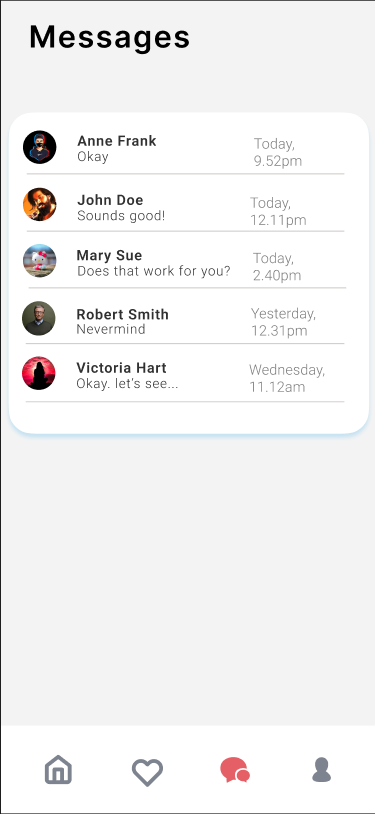 Messages
Anne Frank
Okay
Today,
9.52pm
John Doe
Sounds good!
Today,
12.11pm
Mary Sue
Does that work for you?
Today,
2.40pm
Robert Smith
Nevermind
Yesterday,
12.31pm
Victoria Hart
Okay. let's see...
Wednesday,
11.12am